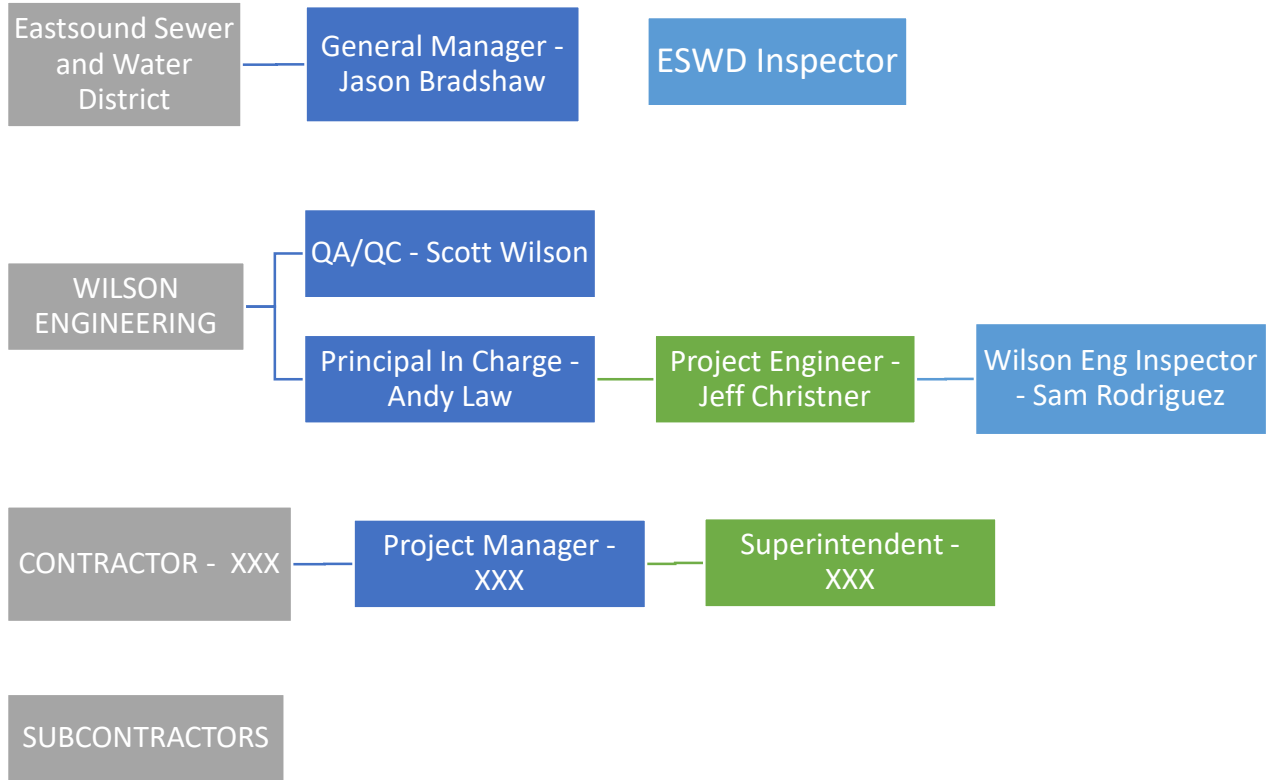 Eastsound Sewer
and Water
District
General Manager -
Jason Bradshaw
ESWD Inspector
WILSON
ENGINEERING
QA/QC - Scott Wilson
Principal In Charge -
Andy Law
Project Engineer -
Jeff Christner
Wilson Eng Inspector
- Sam Rodriguez
CONTRACTOR - XXX
Project Manager -
XXX
Superintendent -
XXX
SUBCONTRACTORS